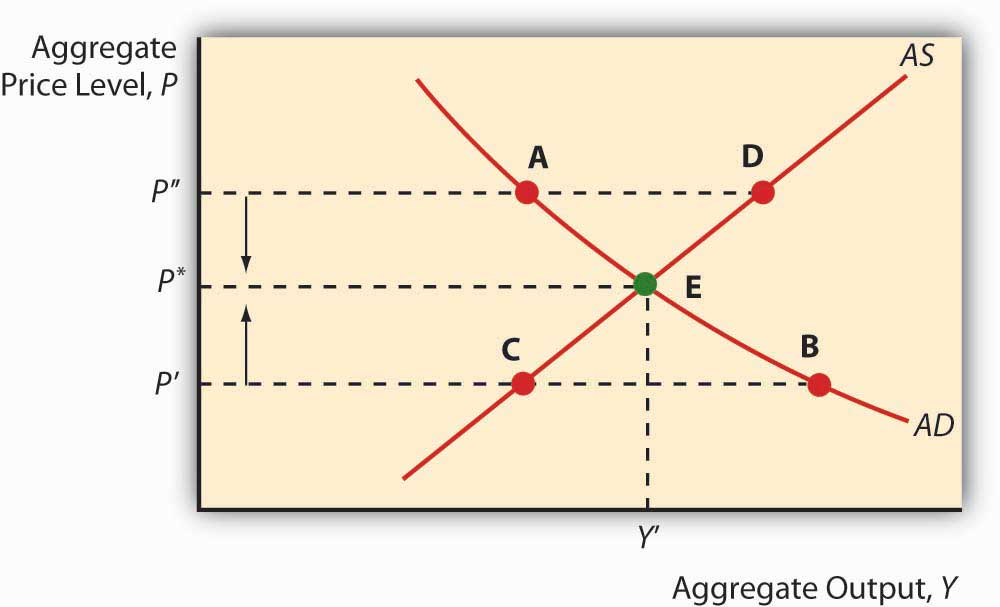 Aggregate
Price Level, P
AS
A
D
P″
P*
E
C
B
P′
AD
Y′
Aggregate Output, Y